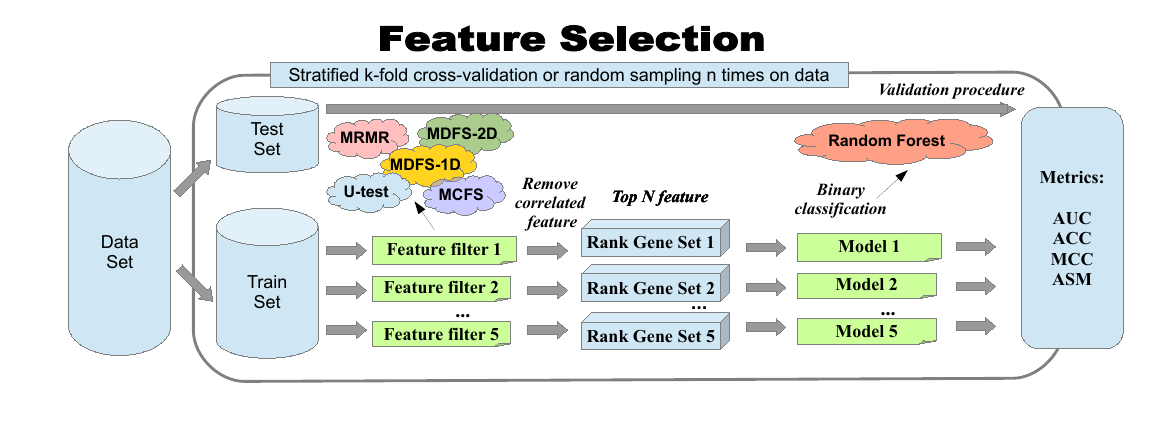 Feature Selection
Stratified k-fold cross-validation or random sampling n times on data
Validation procedure
Test
Set
MRMR
MDFS-2D
MDFS-1D
U-test
MCFS
Random Forest
Remove
correlated
feature
Top N feature
Binary
classification
Data
Set
Train
Set
Feature filter 1
Rank Gene Set 1
Model 1
Feature filter 2
Rank Gene Set 2
Model 2
...
...
...
Feature filter 5
Rank Gene Set 5
Model 5
Metrics:
AUC
ACC
MCC
ASM